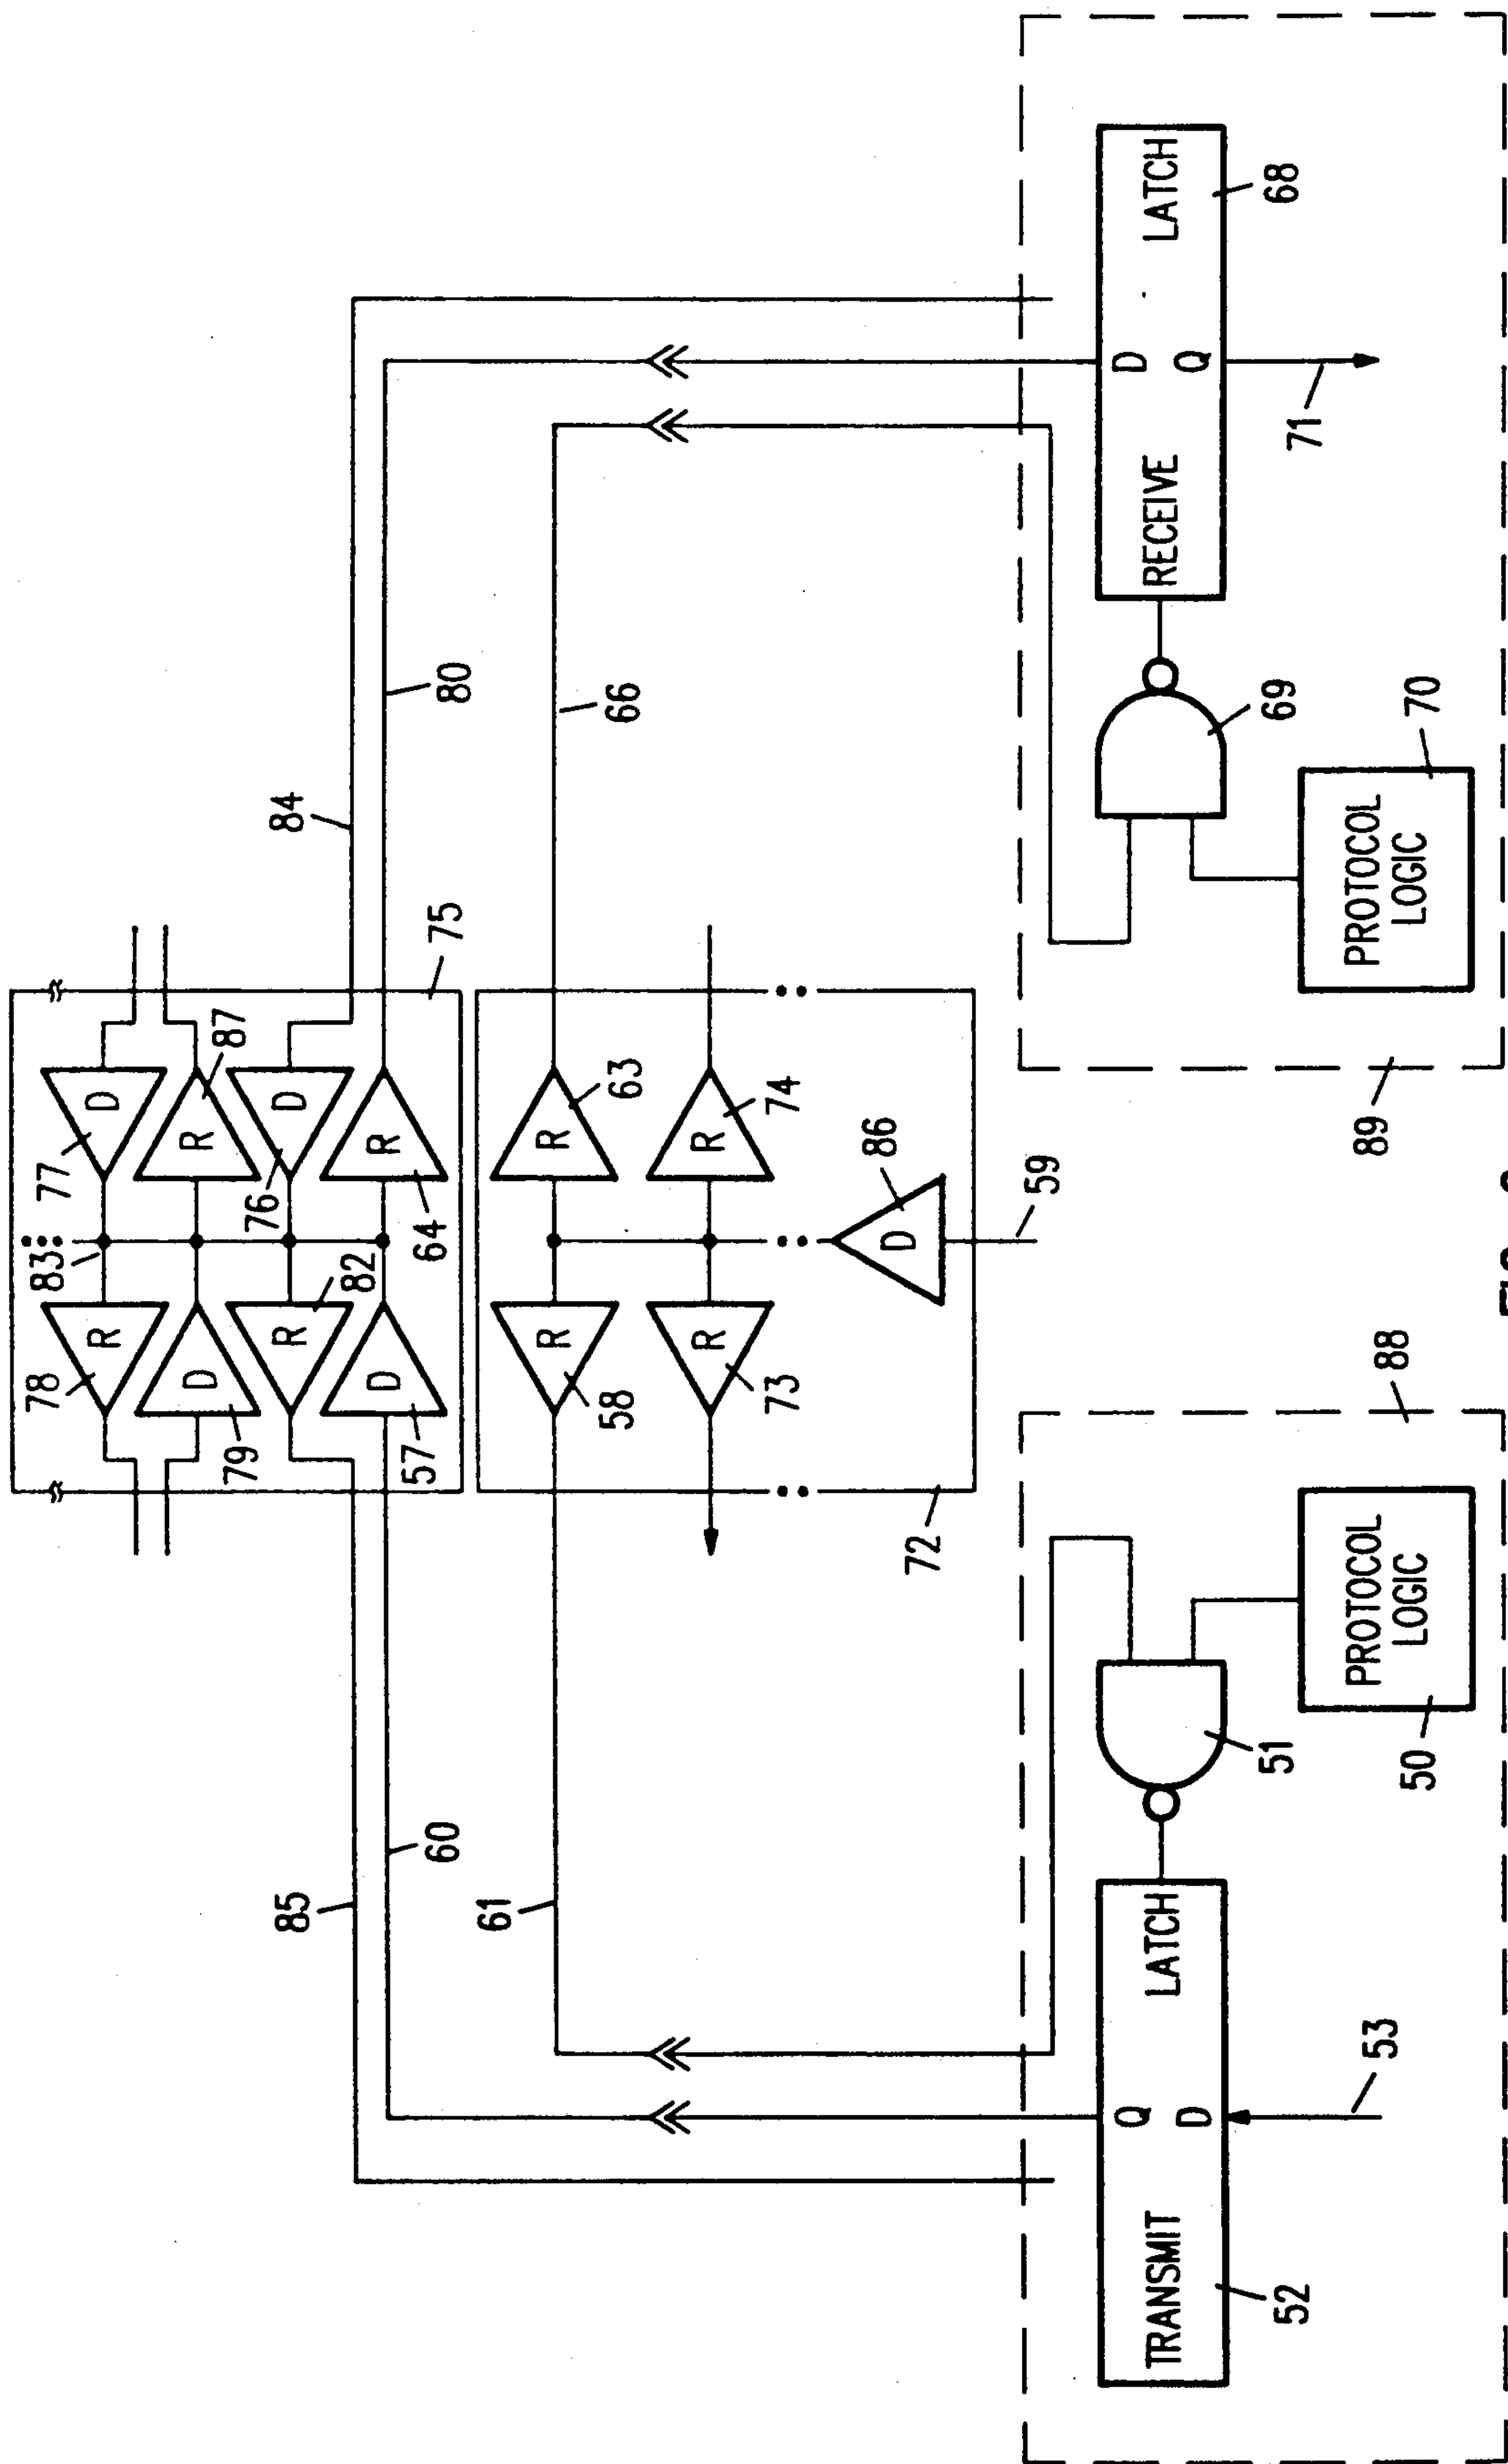 78
83
77
R
D
D
R
87
79
76
85
R
D
84
82
D
R
57
64
75
60
80
61
R
R
58
63
66
R
R
73
74
86
D
72
59
88
89
Q
D
TRANSMIT LATCH
D
Q
RECEIVE LATCH
52
51
69
68
53
71
PROTOCOL
LOGIC
PROTOCOL
LOGIC
50
70